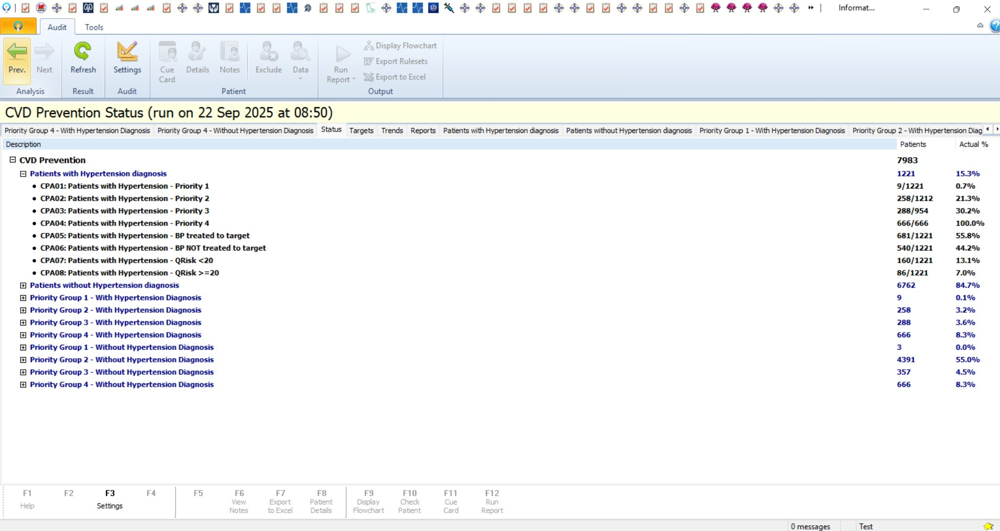 Informat...
Audit Tools
Prev. Next Refresh Settings Cue Card Details Notes Exclude Data Run Report Display Flowchart
Export Rulesets
Export to Excel
Analysis Result Audit Patient Output
CVD Prevention Status (run on 22 Sep 2025 at 08:50)
Priority Group 4 - With Hypertension Diagnosis Priority Group 4 - Without Hypertension Diagnosis Status Targets Trends Reports Patients with Hypertension diagnosis Patients without Hypertension diagnosis Priority Group 1 - With Hypertension Diagnosis Priority Group 2 - With Hypertension Diag
Description Patients Actual %
CVD Prevention 7983
Patients with Hypertension diagnosis 1221 15.3%
• CPA01: Patients with Hypertension - Priority 1 9/1221 0.7%
• CPA02: Patients with Hypertension - Priority 2 258/1212 21.3%
• CPA03: Patients with Hypertension - Priority 3 288/954 30.2%
• CPA04: Patients with Hypertension - Priority 4 666/666 100.0%
• CPA05: Patients with Hypertension - BP treated to target 681/1221 55.8%
• CPA06: Patients with Hypertension - BP NOT treated to target 540/1221 44.2%
• CPA07: Patients with Hypertension - QRisk <20 160/1221 13.1%
• CPA08: Patients with Hypertension - QRisk >=20 86/1221 7.0%
Patients without Hypertension diagnosis 6762 84.7%
Priority Group 1 - With Hypertension Diagnosis 9 0.1%
Priority Group 2 - With Hypertension Diagnosis 258 3.2%
Priority Group 3 - With Hypertension Diagnosis 288 3.6%
Priority Group 4 - With Hypertension Diagnosis 666 8.3%
Priority Group 1 - Without Hypertension Diagnosis 3 0.0%
Priority Group 2 - Without Hypertension Diagnosis 4391 55.0%
Priority Group 3 - Without Hypertension Diagnosis 357 4.5%
Priority Group 4 - Without Hypertension Diagnosis 666 8.3%
F1 F2 F3 F4 F5 F6 F7 F8 F9 F10 F11 F12
Help Settings View Notes Export to Excel Patient Details Display Flowchart Check Patient Cue Card Run Report
0 messages Test